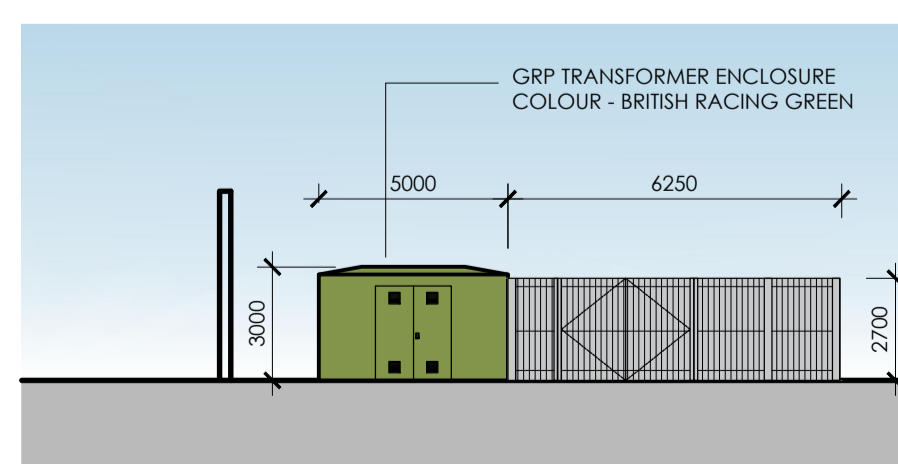 GRP TRANSFORMER ENCLOSURE
COLOUR - BRITISH RACING GREEN
5000
6250
3000
2700